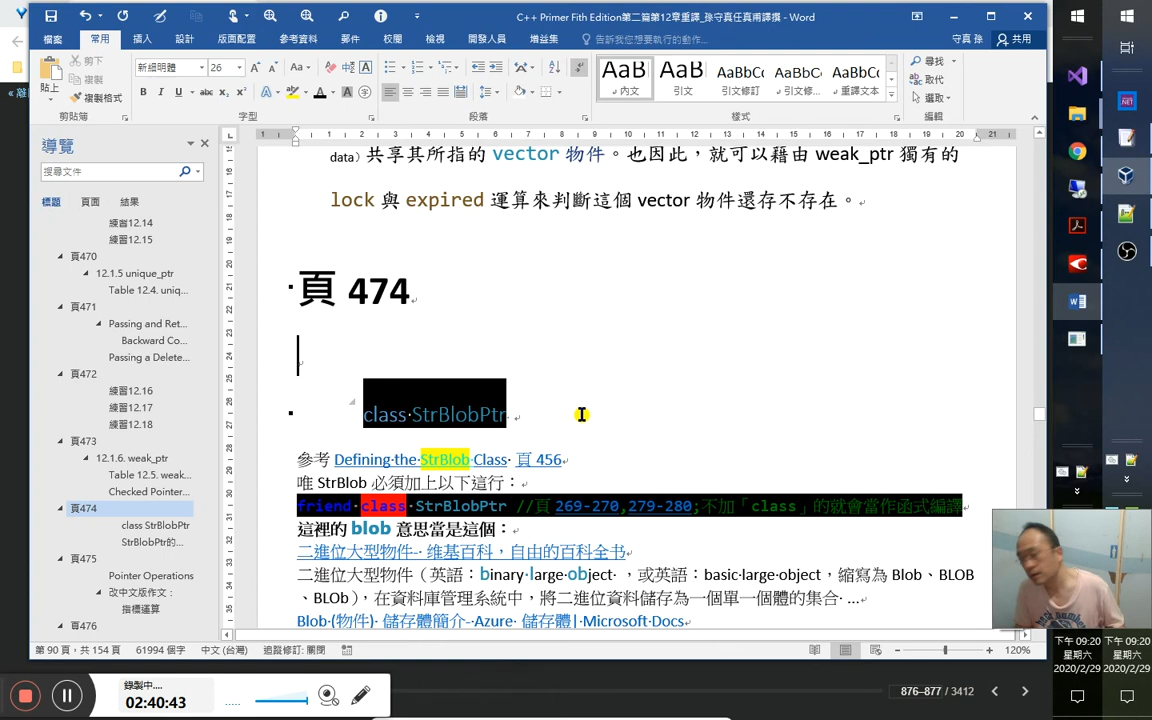 C++ Primer Fith Edition第二篇第12章重譯_孫守真任真甫譯撰 - Word
檔案
常用
插入
設計
版面配置
參考資料
郵件
校閱
檢視
開發人員
增益集
告訴我您想要執行的動作...
守真 孫
共用
貼上
剪下
複製
複製格式
剪貼簿
新細明體
26
字型
段落
AaBbC
內文
AaBbC
引文
AaBbCc
引文修訂
AaBbCc
引文修...
AaBbCc
重譯文本
樣式
尋找
取代
選取
編輯
導覽
搜尋文件
標題
頁面
結果
練習12.14
練習12.15
頁470
12.1.5 unique_ptr
Table 12.4. uniq...
頁471
Passing and Ret...
Backward Co...
Passing a Delete...
頁472
練習12.16
練習12.17
練習12.18
頁473
12.1.6. weak_ptr
Table 12.5. weak...
Checked Pointer...
頁474
class StrBlobPtr
StrBlobPtr的...
頁475
Pointer Operations
改中文版作文：
指標運算
頁476
data）共享其所指的 vector 物件。也因此，就可以藉由 weak_ptr 獨有的
lock 與 expired 運算來判斷這個 vector 物件還存不存在。
頁 474
class StrBlobPtr
參考 Defining the StrBlob Class 頁 456
唯 StrBlob 必須加上以下這行：
friend class StrBlobPtr //頁 269-270,279-280;不加「class」的就會當作函式編譯
這裡的 blob 意思當是這個：
二進位大型物件- 维基百科，自由的百科全书
二進位大型物件（英語：binary large object ，或英語：basic large object，縮寫為 Blob、BLOB
、BLOb），在資料庫管理系統中，將二進位資料儲存為一個單一個體的集合 ...
Blob (物件) 儲存體簡介- Azure 儲存體| Microsoft Docs
第 90 頁，共 154 頁
61994 個字
中文 (台灣)
追蹤修訂: 關閉
120%
錄製中....
02:40:43
876–877 / 3412
下午 09:20
星期六
2020/2/29
下午 09:20
星期六
2020/2/29